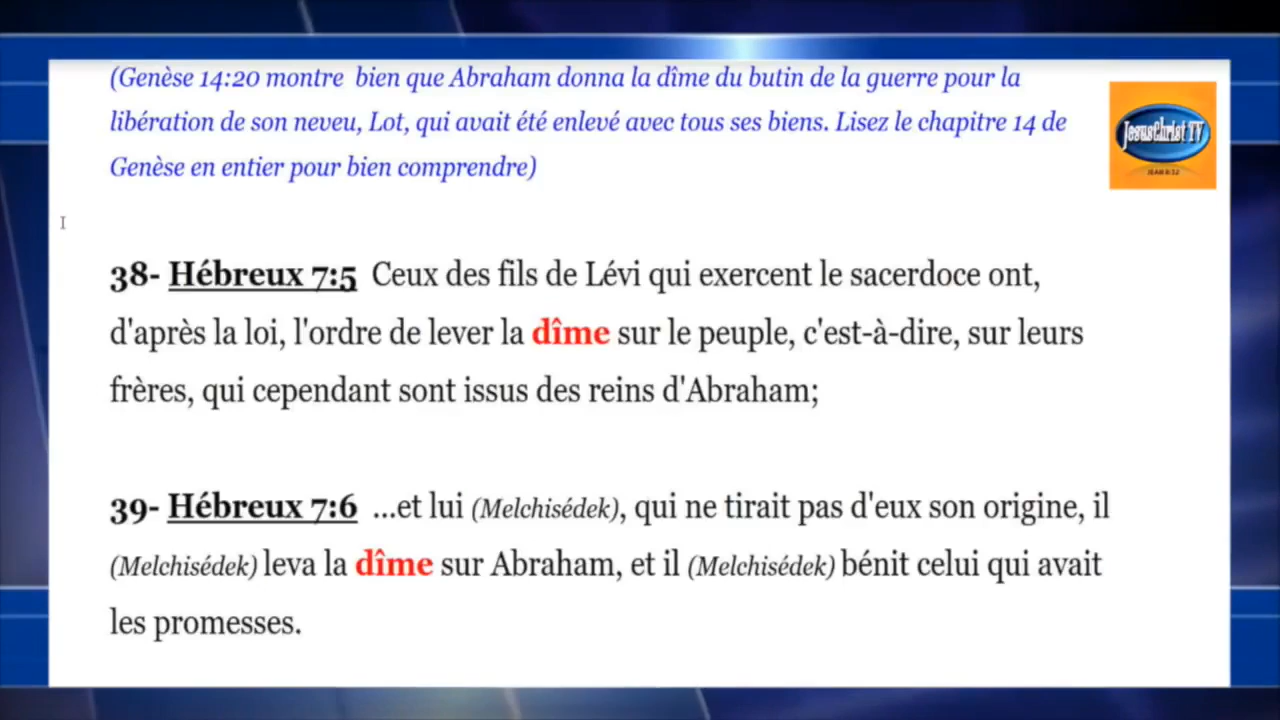 (Genèse 14:20 montre bien que Abraham donna la dîme du butin de la guerre pour la
libération de son neveu, Lot, qui avait été enlevé avec tous ses biens. Lisez le chapitre 14 de
Genèse en entier pour bien comprendre)
JesusChrist TV
JEAN 8:12
38- Hébreux 7:5 Ceux des fils de Lévi qui exercent le sacerdoce ont,
d'après la loi, l'ordre de lever la dîme sur le peuple, c'est-à-dire, sur leurs
frères, qui cependant sont issus des reins d'Abraham;
39- Hébreux 7:6 ...et lui (Melchisédek), qui ne tirait pas d'eux son origine, il
(Melchisédek) leva la dîme sur Abraham, et il (Melchisédek) bénit celui qui avait
les promesses.